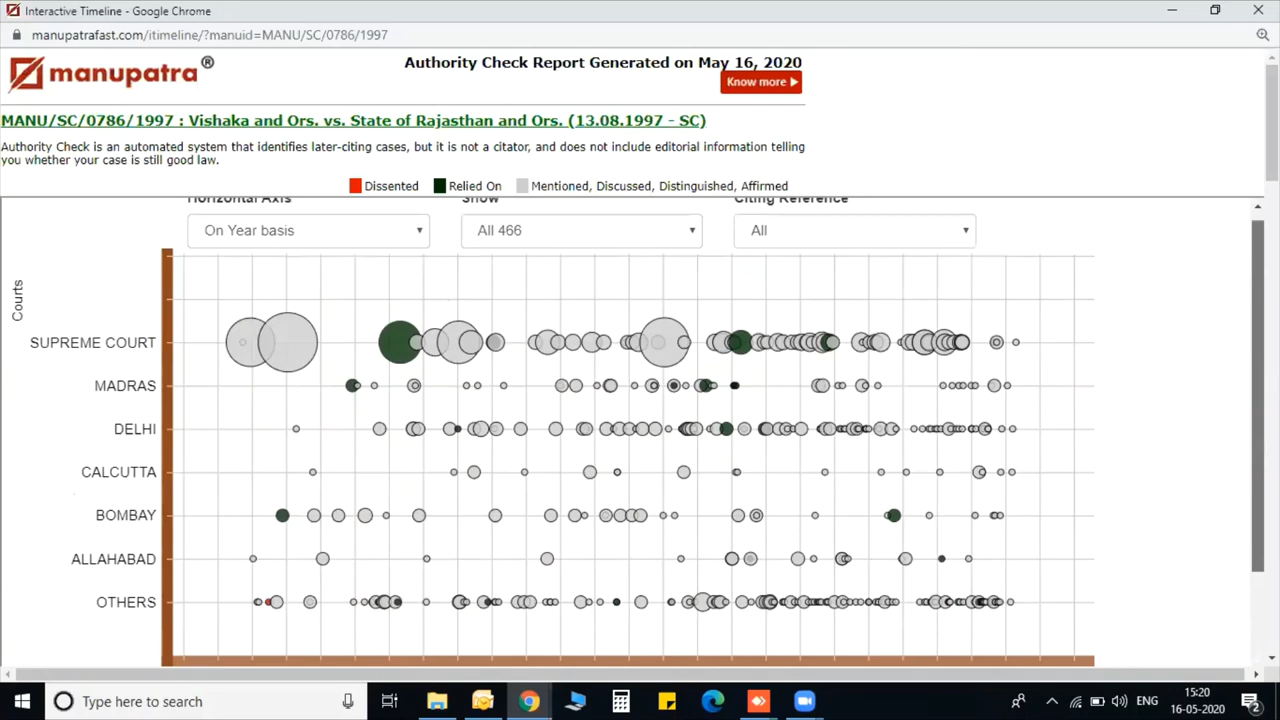 Interactive Timeline - Google Chrome
manupatrafast.com/itimeline/?manuid=MANU/SC/0786/1997
manupatra®
Authority Check Report Generated on May 16, 2020
Know more
MANU/SC/0786/1997 : Vishaka and Ors. vs. State of Rajasthan and Ors. (13.08.1997 - SC)
Authority Check is an automated system that identifies later-citing cases, but it is not a citator, and does not include editorial information telling
you whether your case is still good law.
Dissented Relied On Mentioned, Discussed, Distinguished, Affirmed
Horizontal Axis Show Citing Reference
On Year basis All 466 All
Courts
SUPREME COURT
MADRAS
DELHI
CALCUTTA
BOMBAY
ALLAHABAD
OTHERS
Type here to search
ENG
15:20
16-05-2020
2